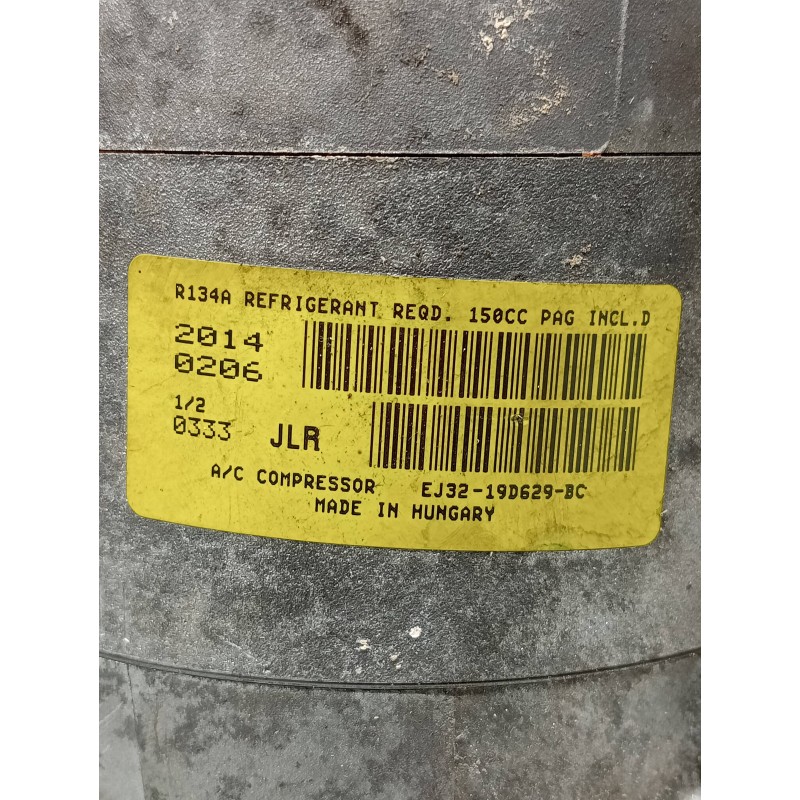 R134A REFRIGERANT REQD. 150CC PAG INCL.D
2014
0206
1/2
0333 JLR
A/C COMPRESSOR EJ32-19D629-BC
MADE IN HUNGARY